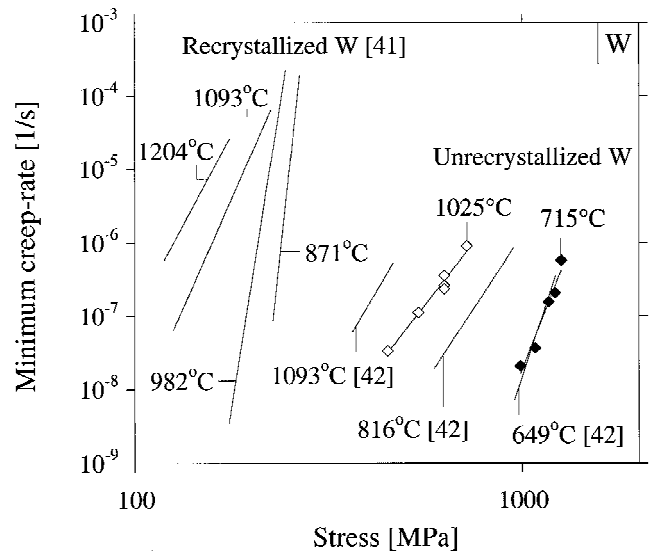 10⁻³
Recrystallized W [41]
W
10⁻⁴
1093°C
1204°C
10⁻⁵
Unrecrystallized W
1025°C
715°C
10⁻⁶
871°C
10⁻⁷
982°C
1093°C [42]
10⁻⁸
816°C [42]
649°C [42]
10⁻⁹
100
1000
Stress [MPa]
Minimum creep-rate [1/s]